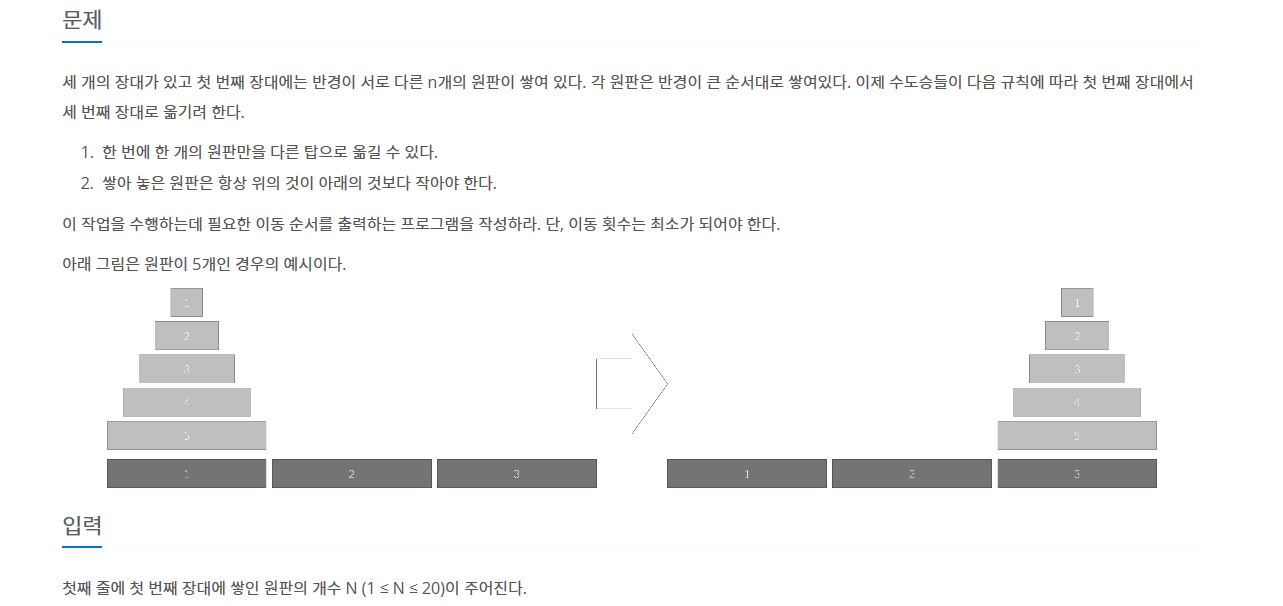 문제
세 개의 장대가 있고 첫 번째 장대에는 반경이 서로 다른 n개의 원판이 쌓여 있다. 각 원판은 반경이 큰 순서대로 쌓여있다. 이제 수도승들이 다음 규칙에 따라 첫 번째 장대에서
세 번째 장대로 옮기려 한다.
1. 한 번에 한 개의 원판만을 다른 탑으로 옮길 수 있다.
2. 쌓아 놓은 원판은 항상 위의 것이 아래의 것보다 작아야 한다.
이 작업을 수행하는데 필요한 이동 순서를 출력하는 프로그램을 작성하라. 단, 이동 횟수는 최소가 되어야 한다.
아래 그림은 원판이 5개인 경우의 예시이다.
1 1
2 2
3 3
4 4
5 5
1 2 3 1 2 3
입력
첫째 줄에 첫 번째 장대에 쌓인 원판의 개수 N (1 ≤ N ≤ 20)이 주어진다.